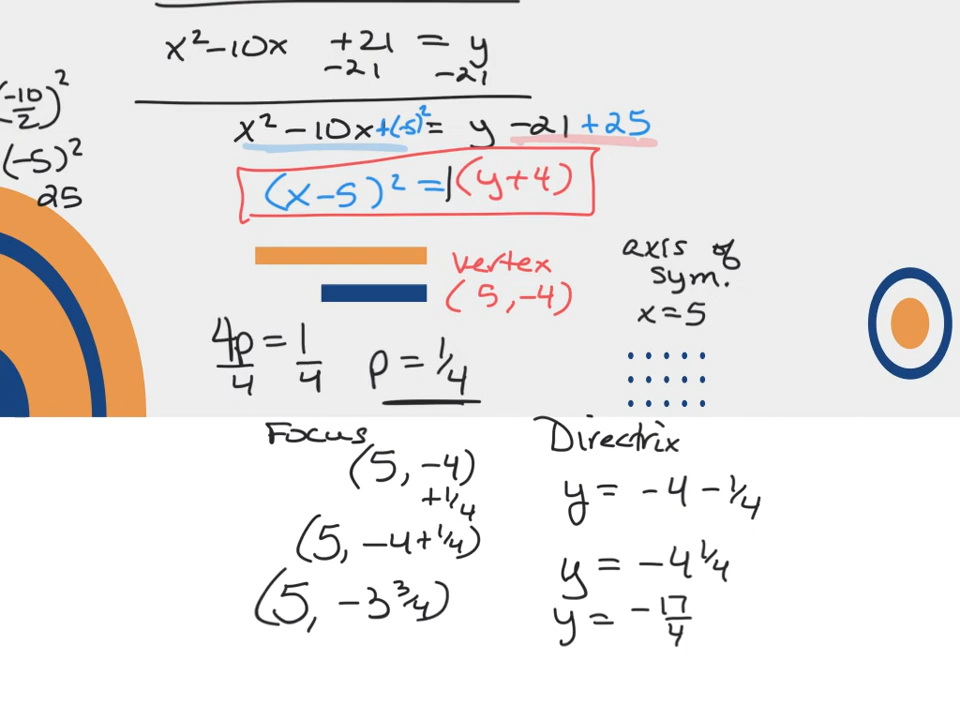 x² - 10x + 21 = y
-21 -21
(-10/2)²
x² - 10x + (-5)² = y - 21 + 25
(-5)²
25
(x - 5)² = 1(y + 4)
vertex
(5, -4)
axis of
sym.
x = 5
4p/4 = 1/4
p = 1/4
Focus
(5, -4)
+1/4
(5, -4 + 1/4)
(5, -3 3/4)
Directrix
y = -4 - 1/4
y = -4 1/4
y = -17/4